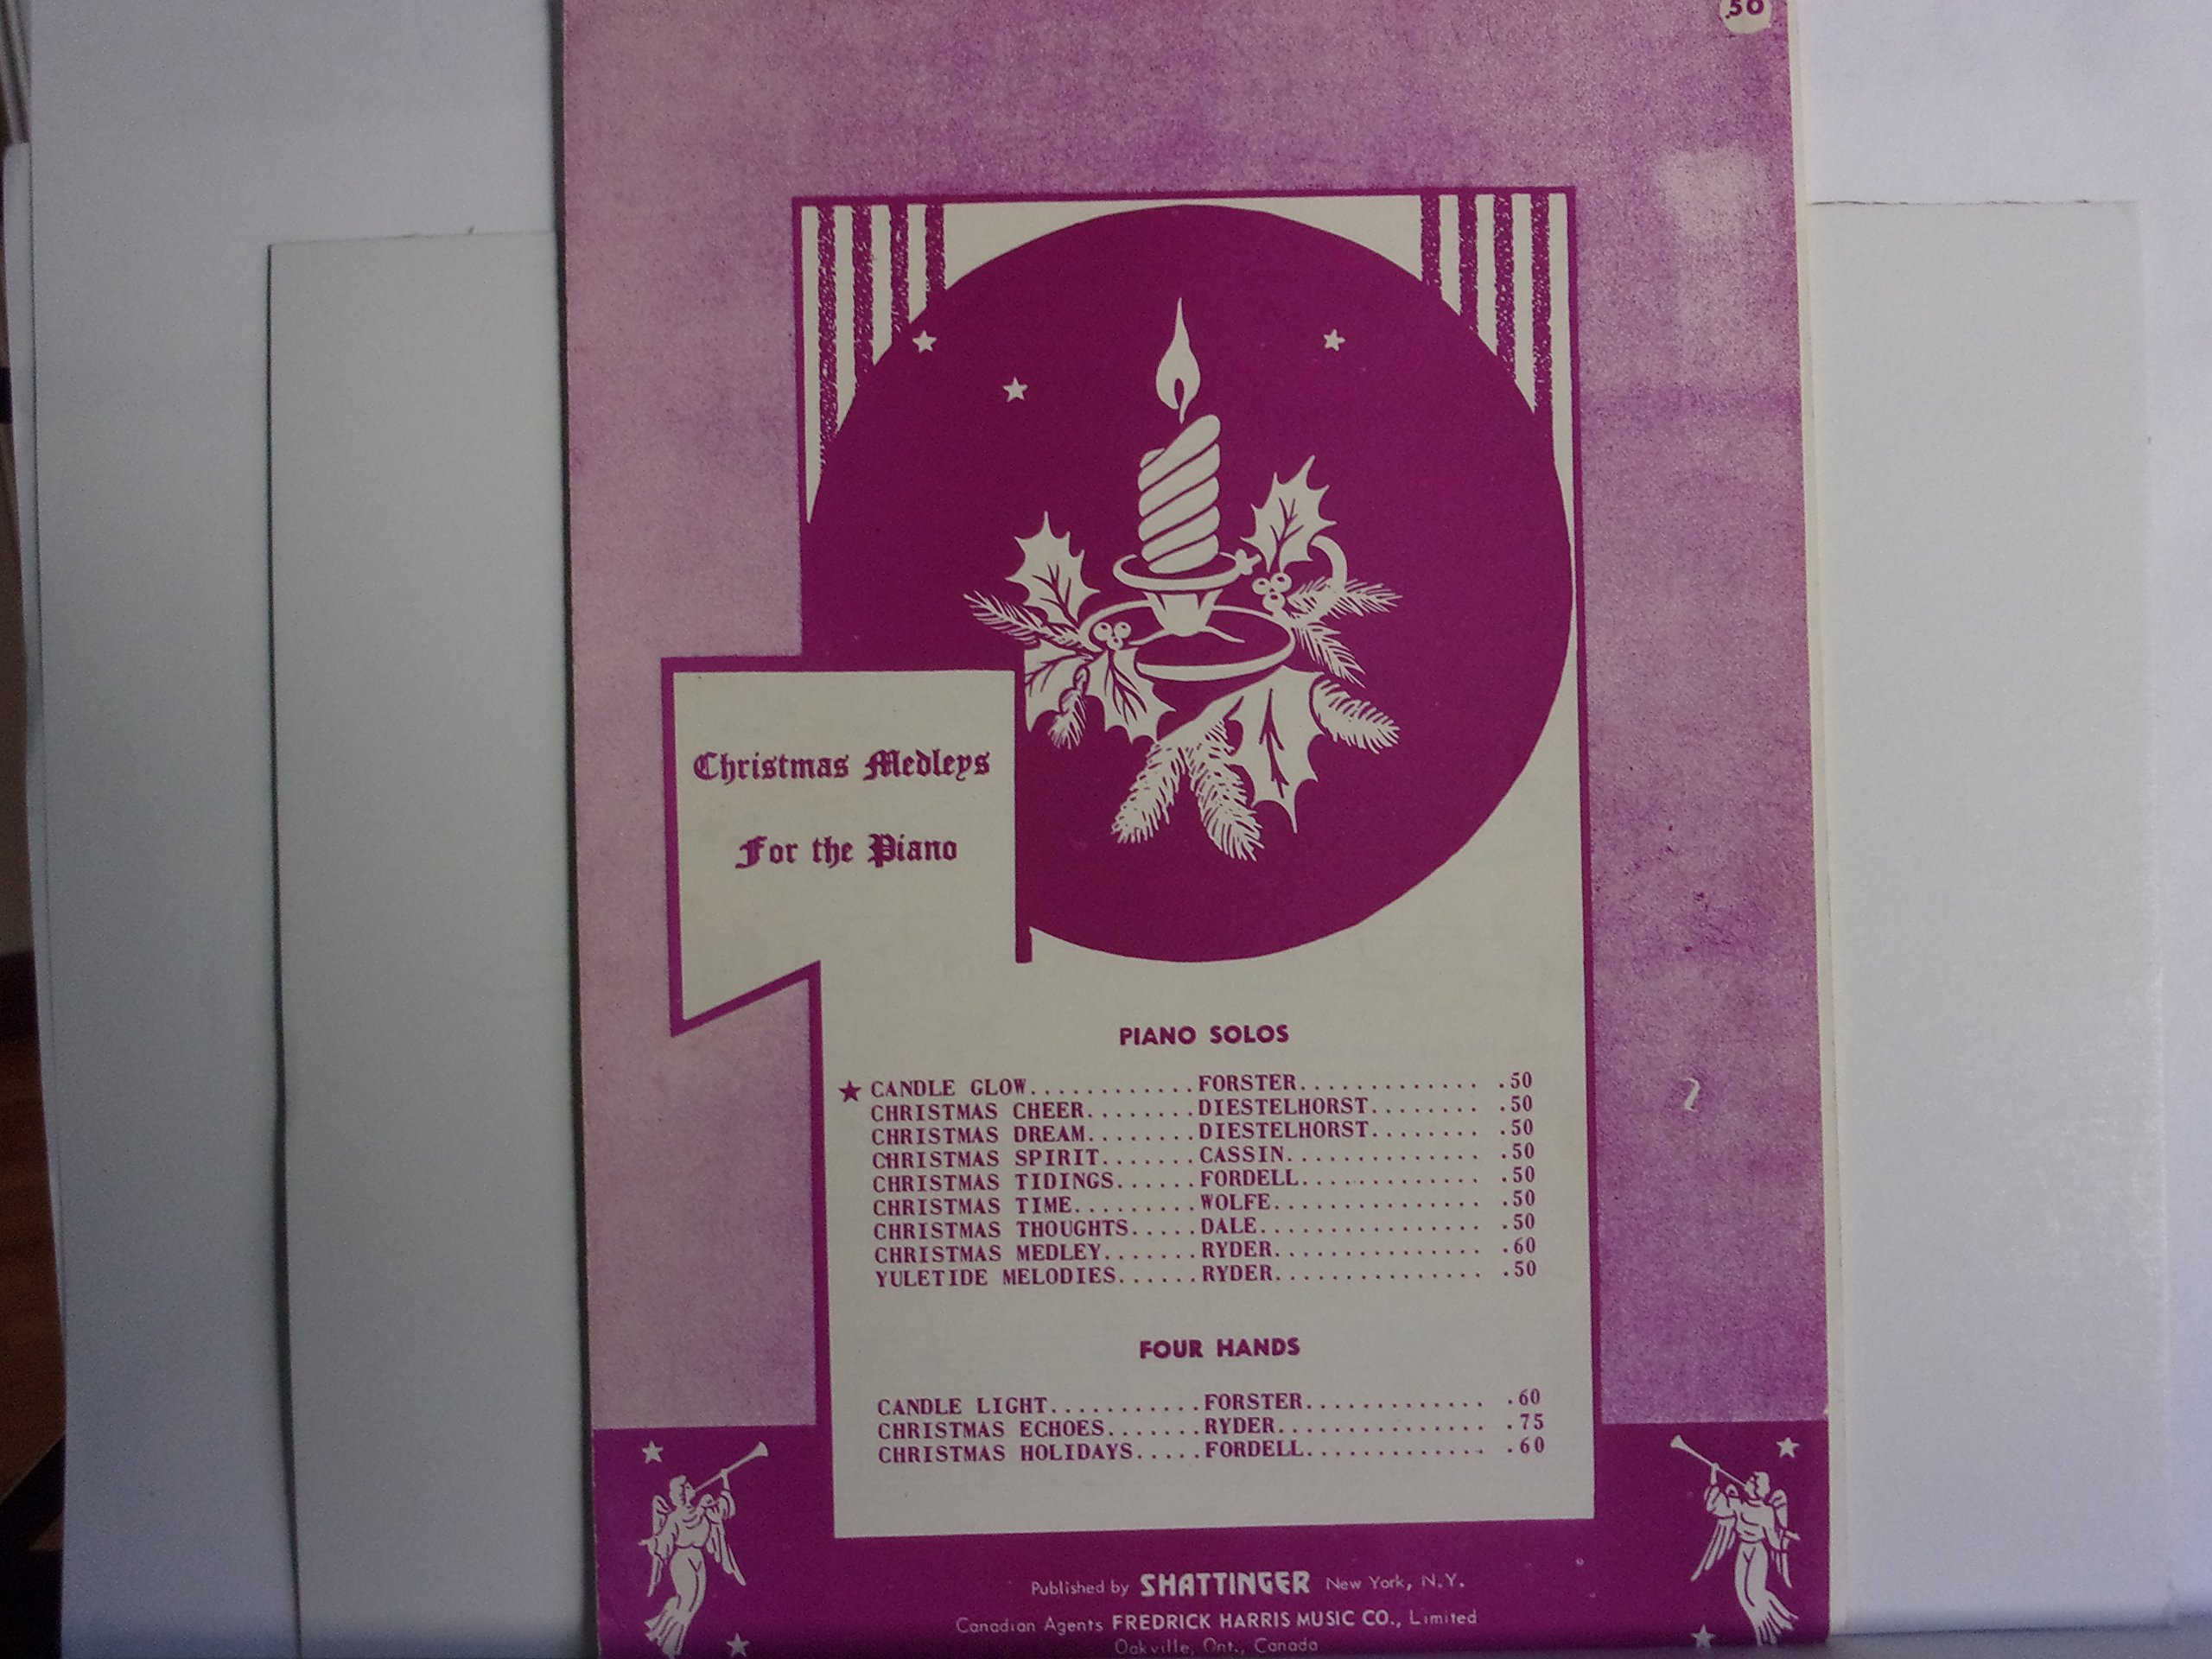 .50
Christmas Medleys
For the Piano
PIANO SOLOS
★ CANDLE GLOW............FORSTER............. .50
CHRISTMAS CHEER........DIESTELHORST........ .50
CHRISTMAS DREAM........DIESTELHORST........ .50
CHRISTMAS SPIRIT.......CASSIN.............. .50
CHRISTMAS TIDINGS......FORDELL............. .50
CHRISTMAS TIME.........WOLFE............... .50
CHRISTMAS THOUGHTS.....DALE................ .50
CHRISTMAS MEDLEY.......RYDER............... .60
YULETIDE MELODIES......RYDER............... .50
FOUR HANDS
CANDLE LIGHT...........FORSTER............. .60
CHRISTMAS ECHOES.......RYDER............... .75
CHRISTMAS HOLIDAYS.....FORDELL............. .60
Published by SHATTINGER New York, N.Y.
Canadian Agents FREDRICK HARRIS MUSIC CO., Limited
Oakville, Ont., Canada